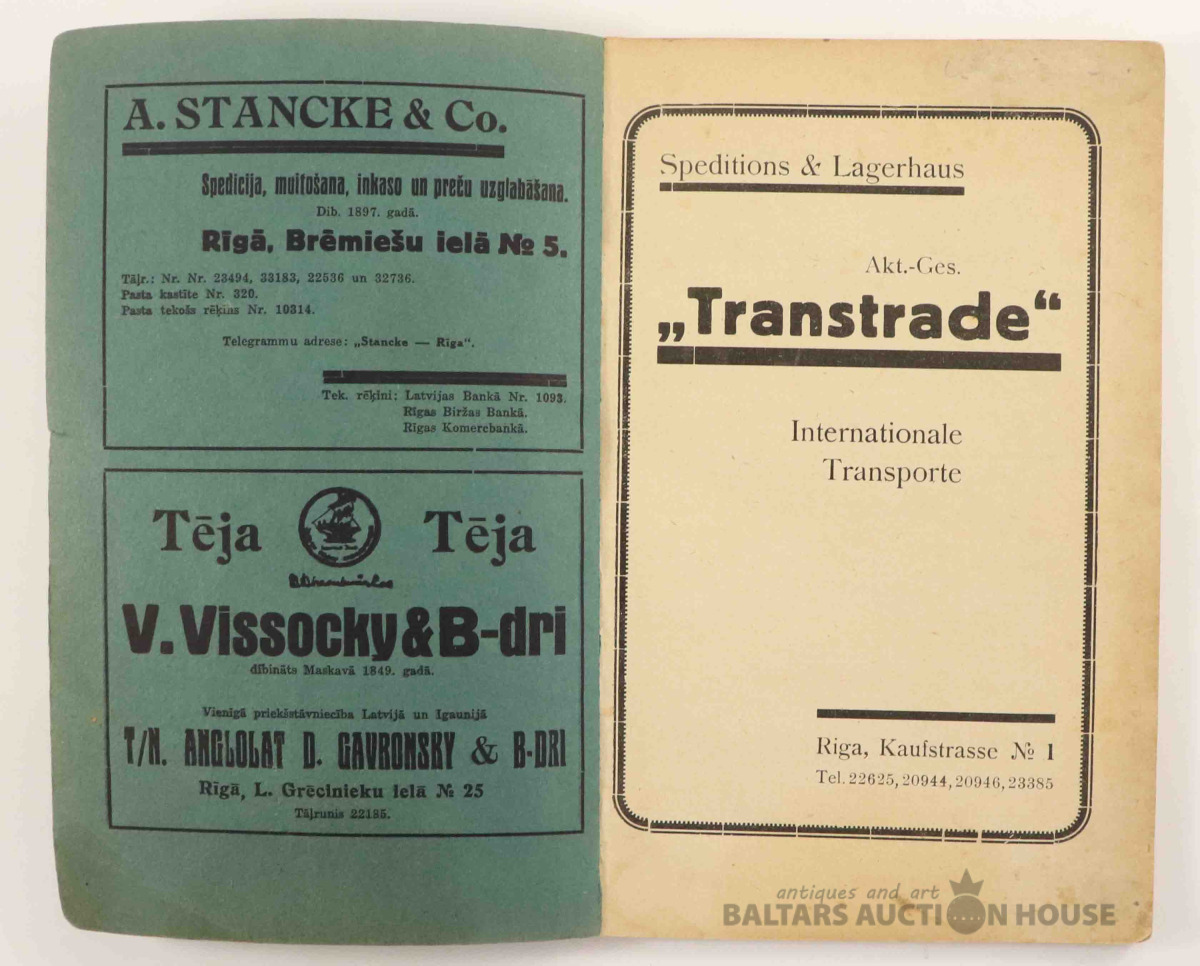 A. STANCKE & Co.
Spedicija, muitošana, inkaso un preču uzglabāšana.
Dib. 1897. gadā.
Rīgā, Brēmiešu ielā № 5.
Tāļr.: Nr. Nr. 23494, 33183, 22536 un 32736.
Pasta kastīte Nr. 320.
Pasta tekošs rēķins Nr. 10314.
Telegrammu adrese: „Stancke — Rīga“.
Tek. rēķini: Latvijas Bankā Nr. 1093.
Rīgas Biržas Bankā.
Rīgas Komercbankā.
Tēja Tēja
V. Vissocky & B-dri
dībināts Maskavā 1849. gadā.
Vienīgā priekšstāvniecība Latvijā un Igaunijā
T/N. ANGLOLAT D. GAVRONSKY & B-DRI
Rīgā, L. Grēcinieku ielā № 25
Tāļrunis 22185.
Speditions & Lagerhaus
Akt.-Ges.
„Transtrade“
Internationale
Transporte
Riga, Kaufstrasse № 1
Tel. 22625, 20944, 20946, 23385
antiques and art
BALTARS AUCTION HOUSE